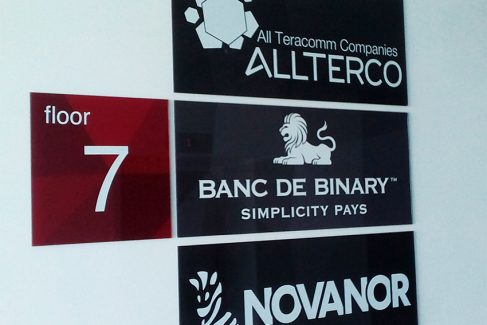 All Teracomm Companies
ALLTERCO
floor
7
BANC DE BINARY™
SIMPLICITY PAYS
NOVANOR